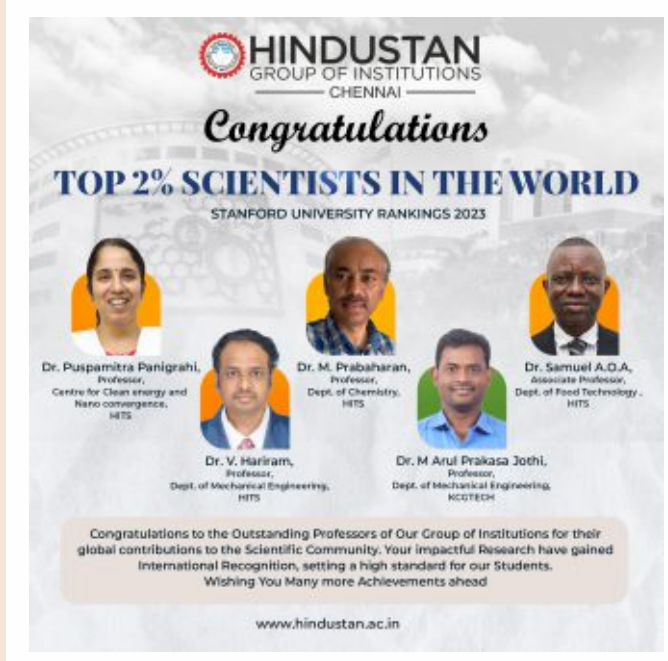 HINDUSTAN
GROUP OF INSTITUTIONS
CHENNAI
Congratulations
TOP 2% SCIENTISTS IN THE WORLD
STANFORD UNIVERSITY RANKINGS 2023
Dr. Puspamitra Panigrahi,
Professor,
Centre for Clean energy and
Nano convergence,
HITS
Dr. M. Prabaharan,
Professor,
Dept. of Chemistry,
HITS
Dr. Samuel A.O.A,
Associate Professor,
Dept. of Food Technology,
HITS
Dr. V. Hariram,
Professor,
Dept. of Mechanical Engineering,
HITS
Dr. M Arul Prakasa Jothi,
Professor,
Dept. of Mechanical Engineering,
KCGTECH
Congratulations to the Outstanding Professors of Our Group of Institutions for their
global contributions to the Scientific Community. Your impactful Research have gained
International Recognition, setting a high standard for our Students.
Wishing You Many more Achievements ahead
www.hindustan.ac.in